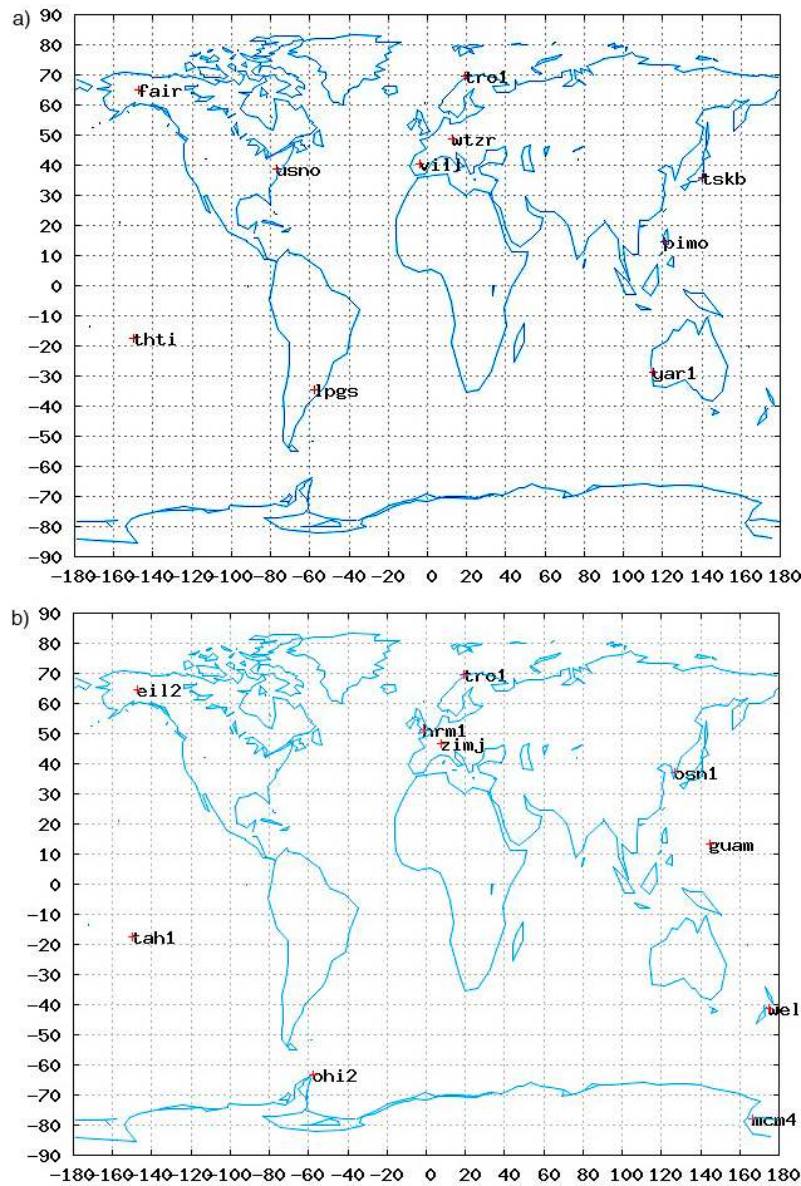 a)
90
80
70
60
50
40
30
20
10
0
-10
-20
-30
-40
-50
-60
-70
-80
-90
fair
tro1
wtzr
usno
vill
tskb
pimo
thti
lpgs
yar1
-180-160-140-120-100 -80 -60 -40 -20 0 20 40 60 80 100 120 140 160 180
b)
90
80
70
60
50
40
30
20
10
0
-10
-20
-30
-40
-50
-60
-70
-80
-90
eil2
tro1
hrm1
zimj
osn1
guam
tah1
Wel
ohi2
mcm4
-180-160-140-120-100 -80 -60 -40 -20 0 20 40 60 80 100 120 140 160 180